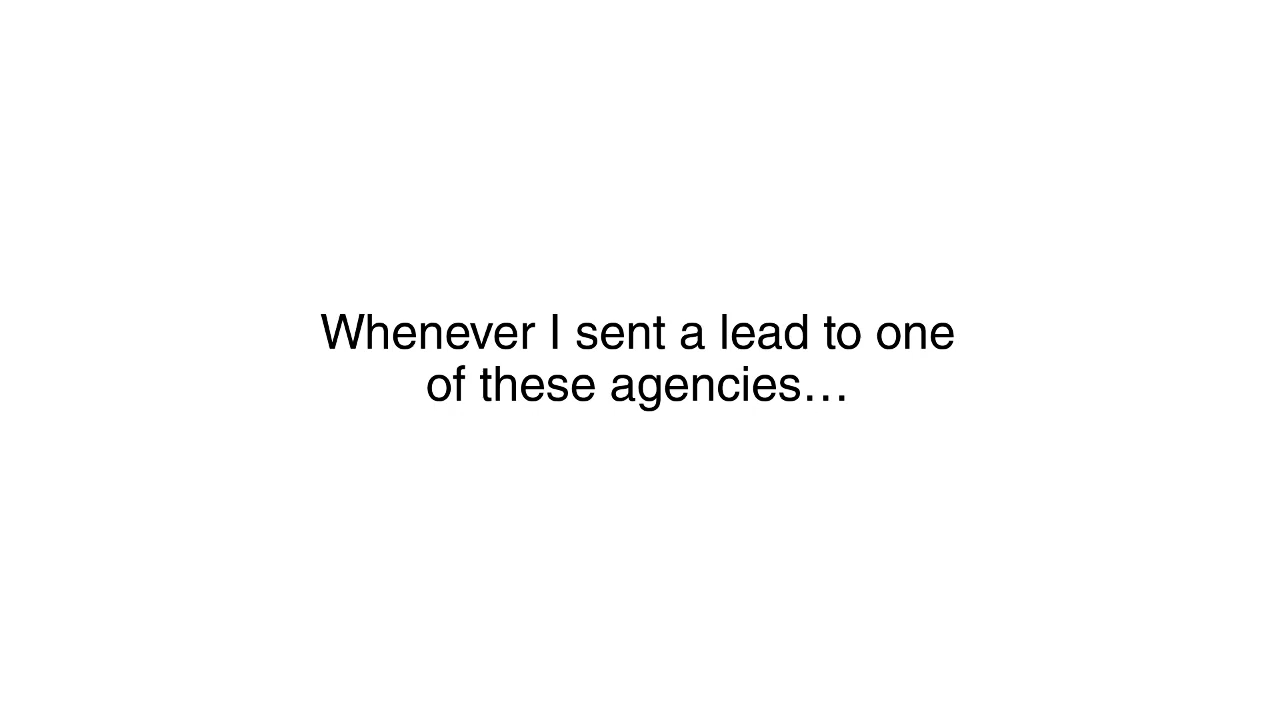 Whenever I sent a lead to one
of these agencies…